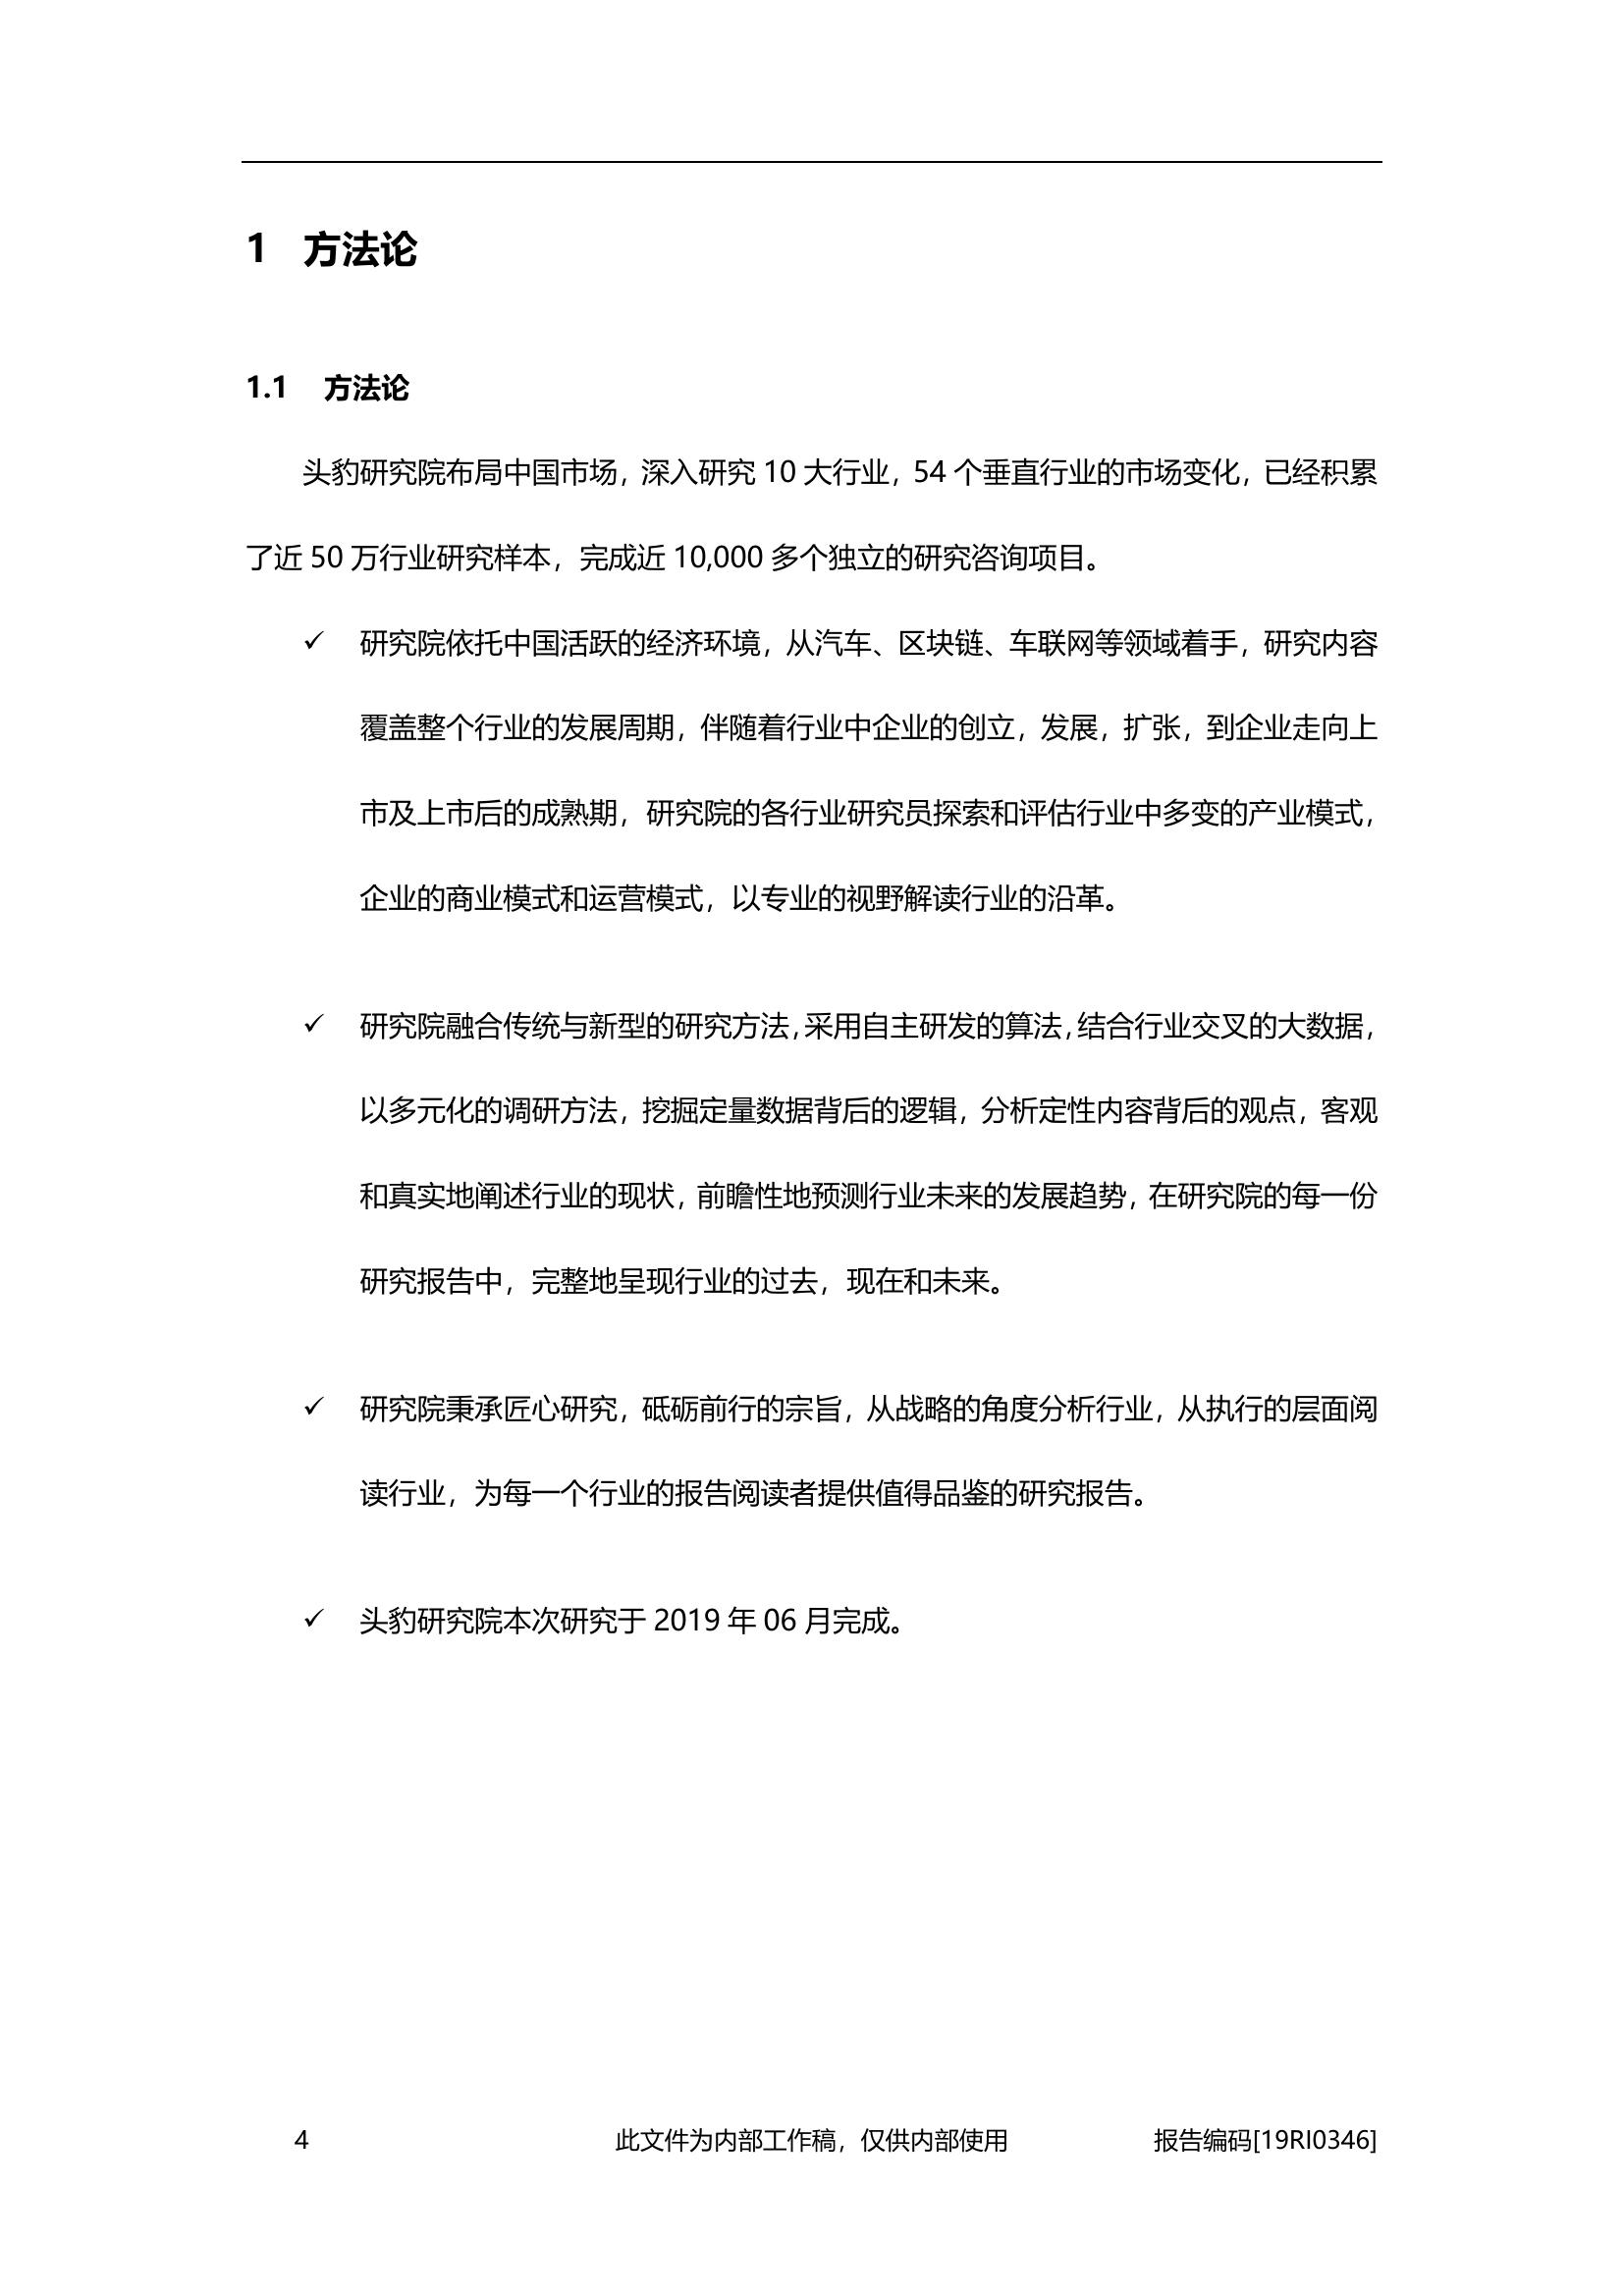 1 方法论
1.1 方法论
头豹研究院布局中国市场，深入研究 10 大行业，54 个垂直行业的市场变化，已经积累
了近 50 万行业研究样本，完成近 10,000 多个独立的研究咨询项目。
✓ 研究院依托中国活跃的经济环境，从汽车、区块链、车联网等领域着手，研究内容
覆盖整个行业的发展周期，伴随着行业中企业的创立，发展，扩张，到企业走向上
市及上市后的成熟期，研究院的各行业研究员探索和评估行业中多变的产业模式，
企业的商业模式和运营模式，以专业的视野解读行业的沿革。
✓ 研究院融合传统与新型的研究方法，采用自主研发的算法，结合行业交叉的大数据，
以多元化的调研方法，挖掘定量数据背后的逻辑，分析定性内容背后的观点，客观
和真实地阐述行业的现状，前瞻性地预测行业未来的发展趋势，在研究院的每一份
研究报告中，完整地呈现行业的过去，现在和未来。
✓ 研究院秉承匠心研究，砥砺前行的宗旨，从战略的角度分析行业，从执行的层面阅
读行业，为每一个行业的报告阅读者提供值得品鉴的研究报告。
✓ 头豹研究院本次研究于 2019 年 06 月完成。
4 此文件为内部工作稿，仅供内部使用 报告编码[19RI0346]